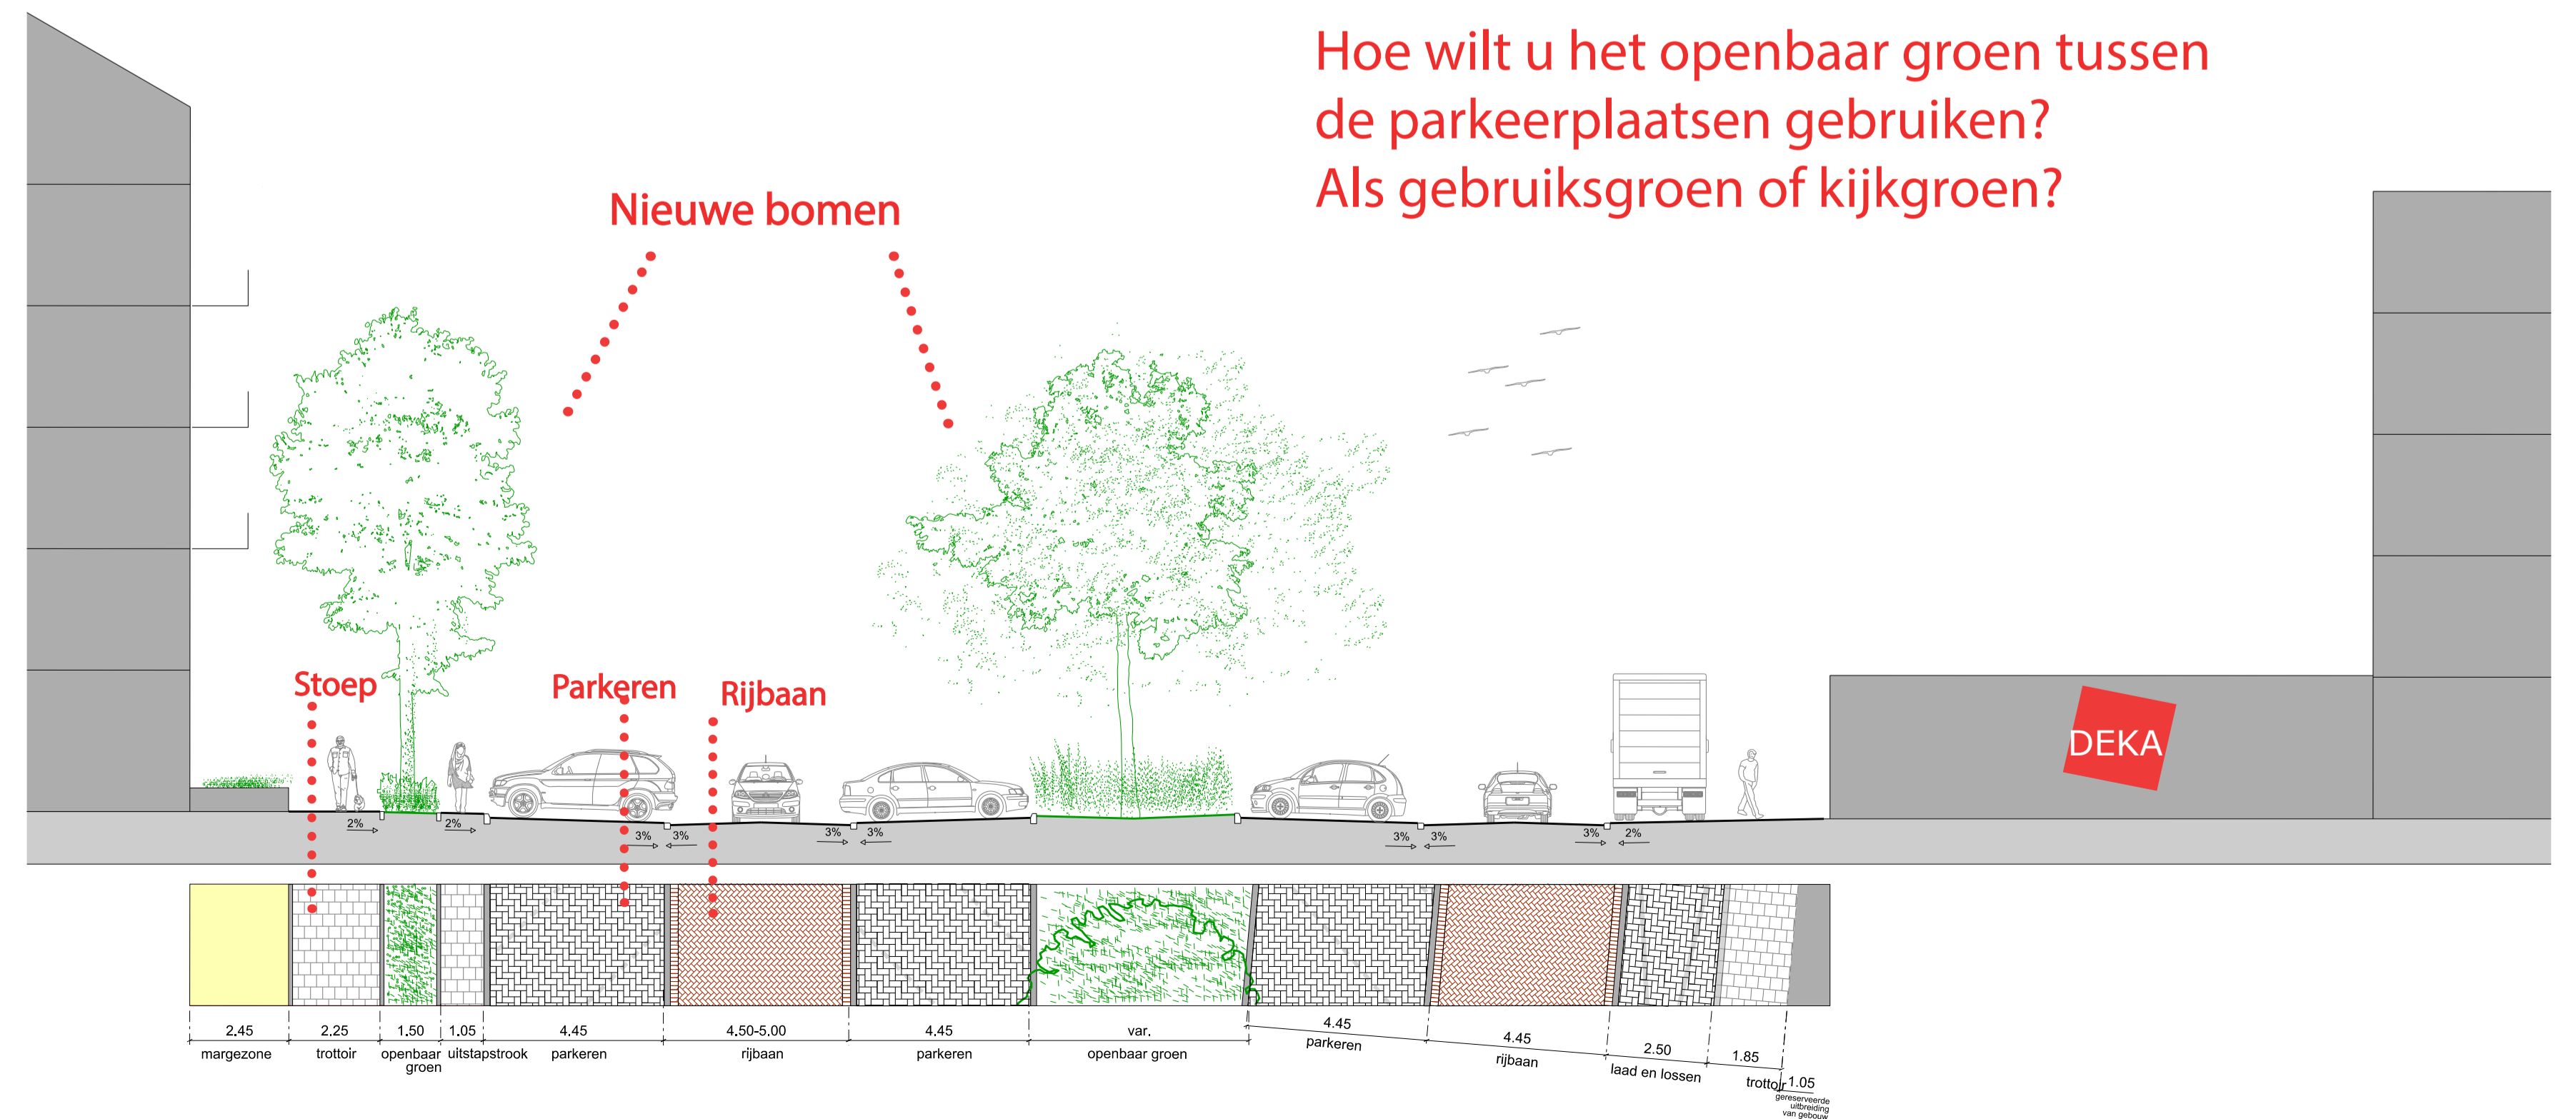 Hoe wilt u het openbaar groen tussen
de parkeerplaatsen gebruiken?
Als gebruiksgroen of kijkgroen?
Nieuwe bomen
Stoep
Parkeren
Rijbaan
DEKA
2%
2%
3%
3%
3%
3%
3%
3%
3%
2%
2.45
2.25
1.50
1.05
4.45
4.50-5.00
4.45
var.
4.45
4.45
2.50
1.85
1.05
margezone
trottoir
openbaar
groen
uitstapstrook
parkeren
rijbaan
parkeren
openbaar groen
parkeren
rijbaan
laad en lossen
trottoir
gereserveerde
uitbreiding
van gebouw